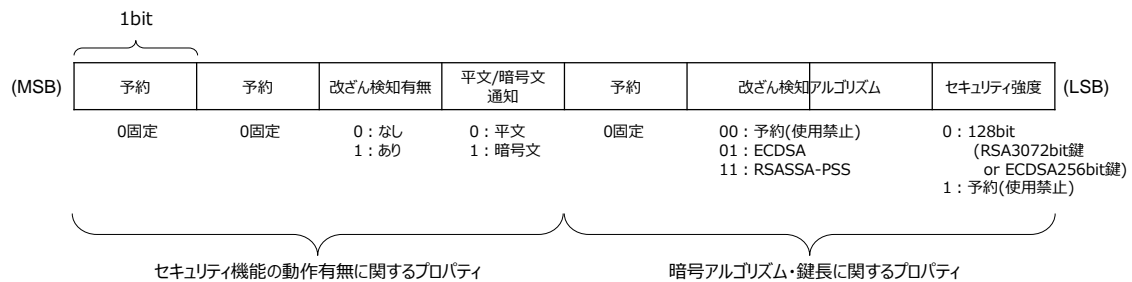 1bit
(MSB)
予約
予約
改ざん検知有無
平文/暗号文
通知
予約
改ざん検知アルゴリズム
セキュリティ強度
(LSB)
0固定
0固定
0：なし
1：あり
0：平文
1：暗号文
0固定
00：予約(使用禁止)
01：ECDSA
11：RSASSA-PSS
0：128bit
(RSA3072bit鍵
or ECDSA256bit鍵)
1：予約(使用禁止)
セキュリティ機能の動作有無に関するプロパティ
暗号アルゴリズム・鍵長に関するプロパティ